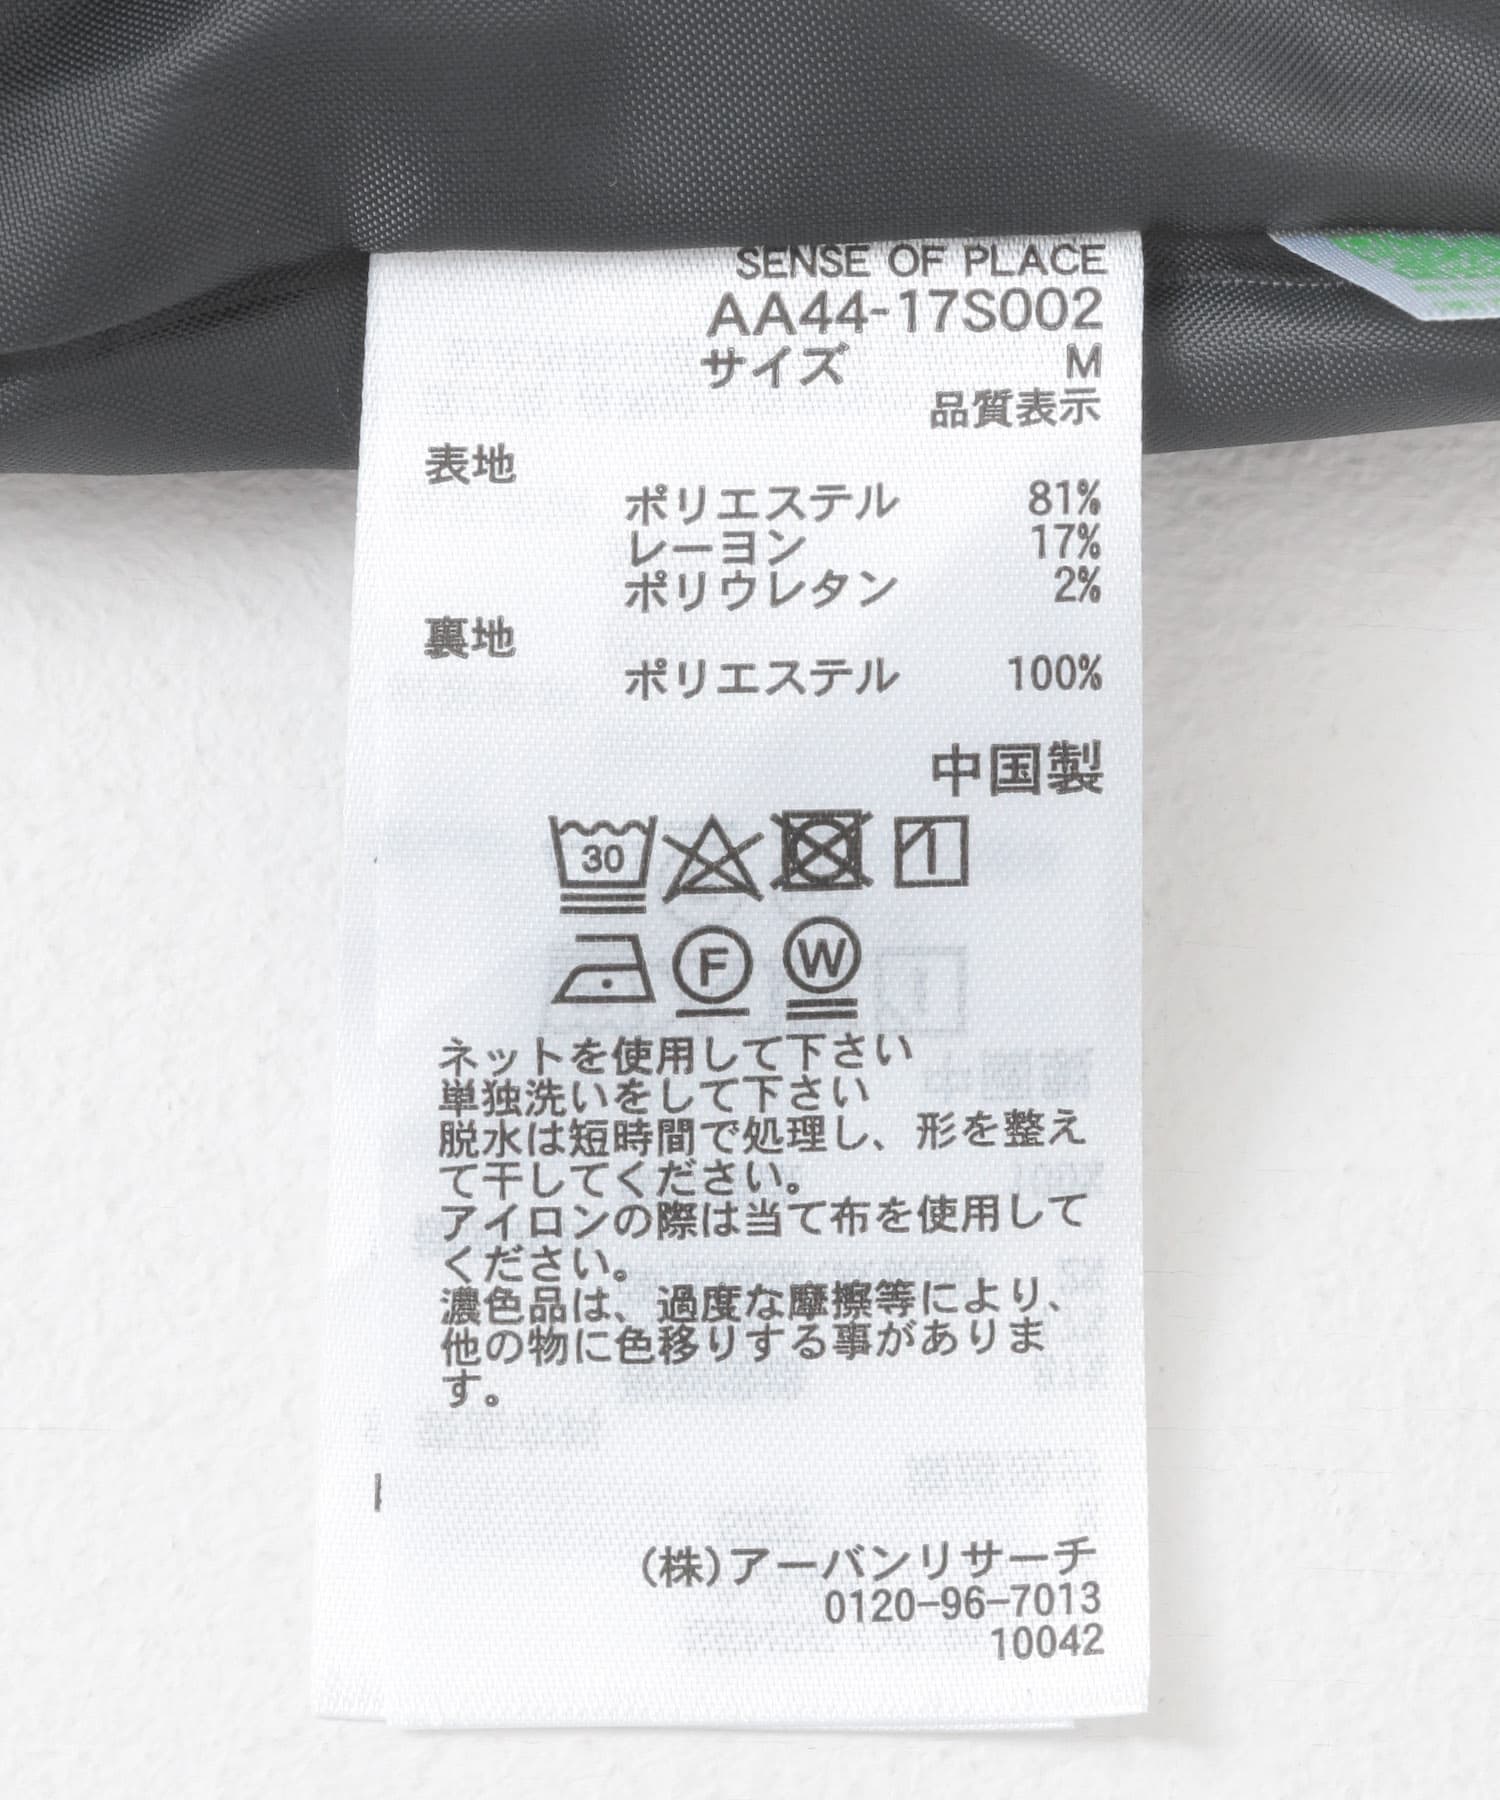 SENSE OF PLACE
AA44-17S002
サイズ M
品質表示
表地
ポリエステル 81%
レーヨン 17%
ポリウレタン 2%
裏地
ポリエステル 100%
中国製
30
F W
ネットを使用して下さい
単独洗いをして下さい
脱水は短時間で処理し、形を整え
て干してください。
アイロンの際は当て布を使用して
ください。
濃色品は、過度な摩擦等により、
他の物に色移りする事がありま
す。
(株)アーバンリサーチ
0120-96-7013
10042